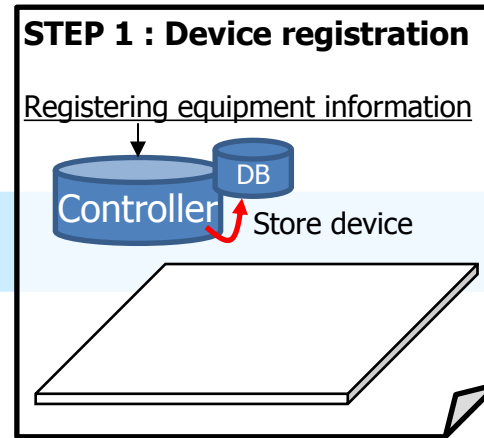 STEP 1 : Device registration
Registering equipment information
DB
Controller
Store device